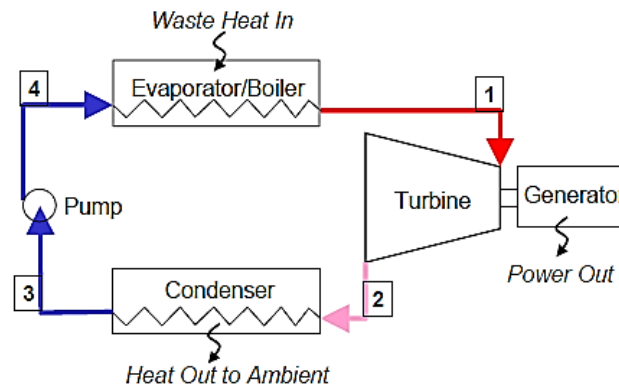 Waste Heat In
4
Evaporator/Boiler
1
Turbine
Generator
Pump
Power Out
3
Condenser
2
Heat Out to Ambient